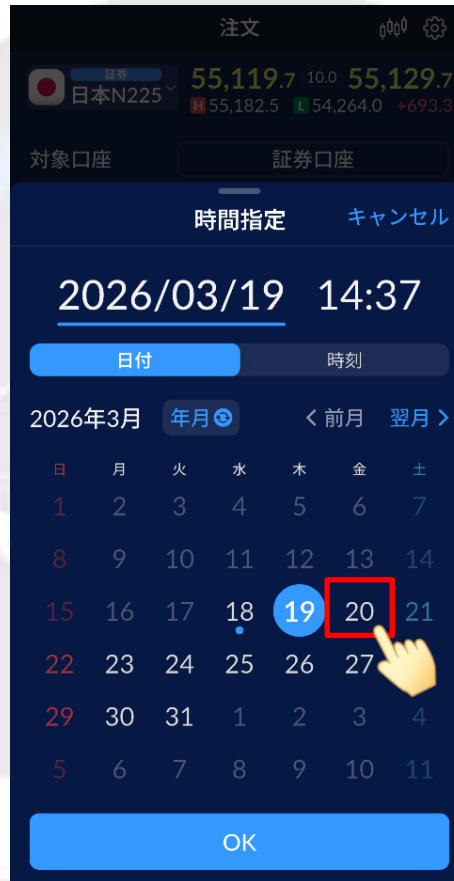 注文
証券
日本N225
55,119.7 10.0 55,129.7
H 55,182.5 L 54,264.0 +693.3
対象口座 証券口座
時間指定 キャンセル
2026/03/19 14:37
日付 時刻
2026年3月 年月 前月 翌月
日 月 火 水 木 金 土
1 2 3 4 5 6 7
8 9 10 11 12 13 14
15 16 17 18 19 20 21
22 23 24 25 26 27
29 30 31 1 2 3 4
5 6 7 8 9 10 11
OK